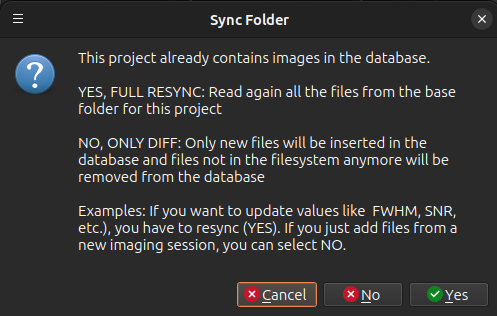 Sync Folder
This project already contains images in the database.
YES, FULL RESYNC: Read again all the files from the base
folder for this project
NO, ONLY DIFF: Only new files will be inserted in the
database and files not in the filesystem anymore will be
removed from the database
Examples: If you want to update values like  FWHM, SNR,
etc.), you have to resync (YES). If you just add files from a
new imaging session, you can select NO.
Cancel
No
Yes